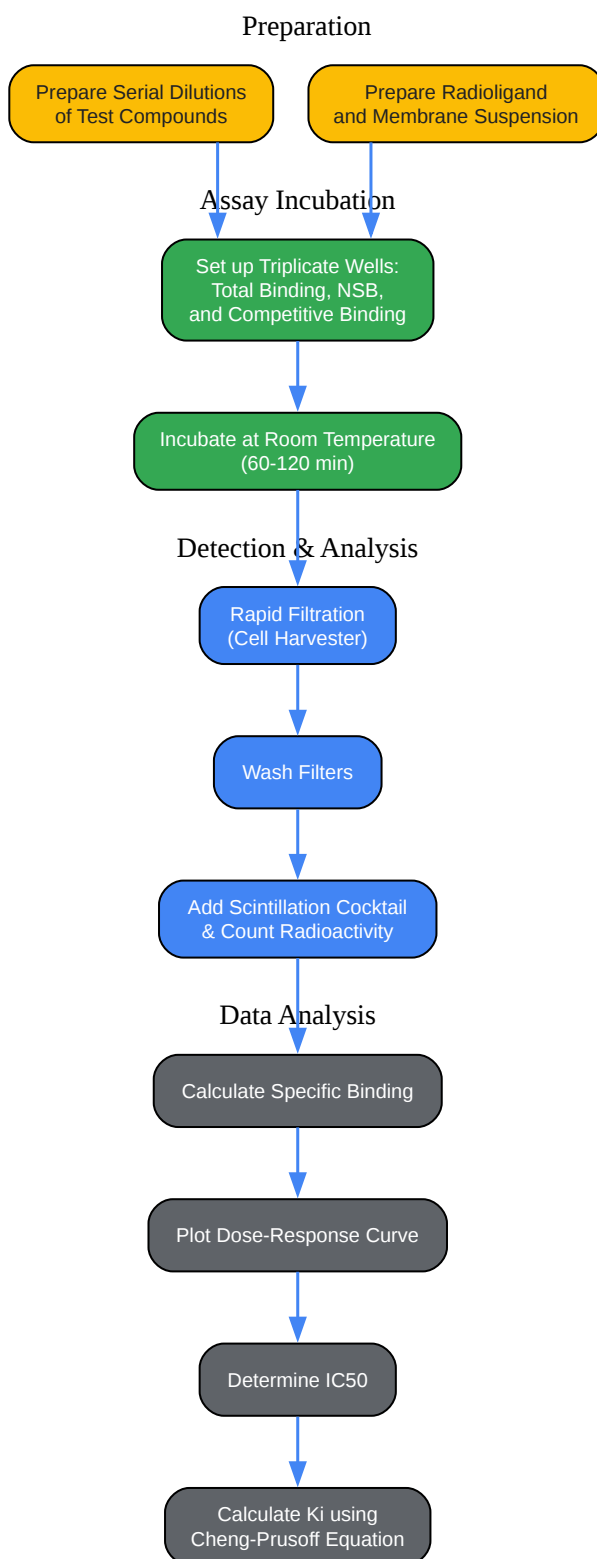 Preparation
Prepare Serial Dilutions
of Test Compounds
Prepare Radioligand
and Membrane Suspension
Assay Incubation
Set up Triplicate Wells:
Total Binding, NSB,
and Competitive Binding
Incubate at Room Temperature
(60-120 min)
Detection & Analysis
Rapid Filtration
(Cell Harvester)
Wash Filters
Add Scintillation Cocktail
& Count Radioactivity
Data Analysis
Calculate Specific Binding
Plot Dose-Response Curve
Determine IC50
Calculate Ki using
Cheng-Prusoff Equation